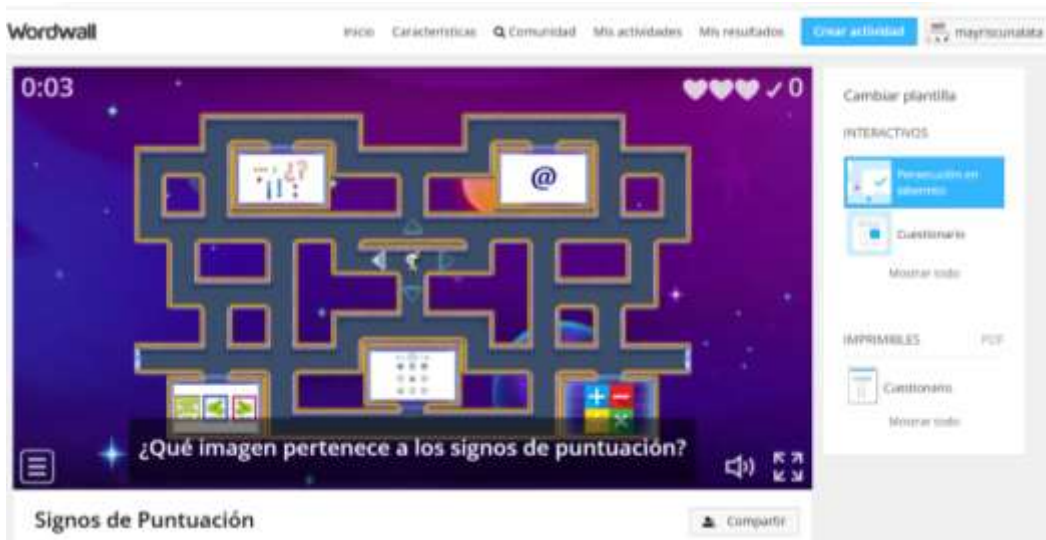 Wordwall
Inicio Características Comunidad Mis actividades Mis resultados Crear actividad mayriscunalata
0:03
0
Cambiar plantilla
INTERACTIVOS
@
Persecución en laberinto
Cuestionario
Mostrar todo
IMPRIMIBLES PDF
Cuestionario
Mostrar todo
¿Qué imagen pertenece a los signos de puntuación?
Signos de Puntuación
Compartir